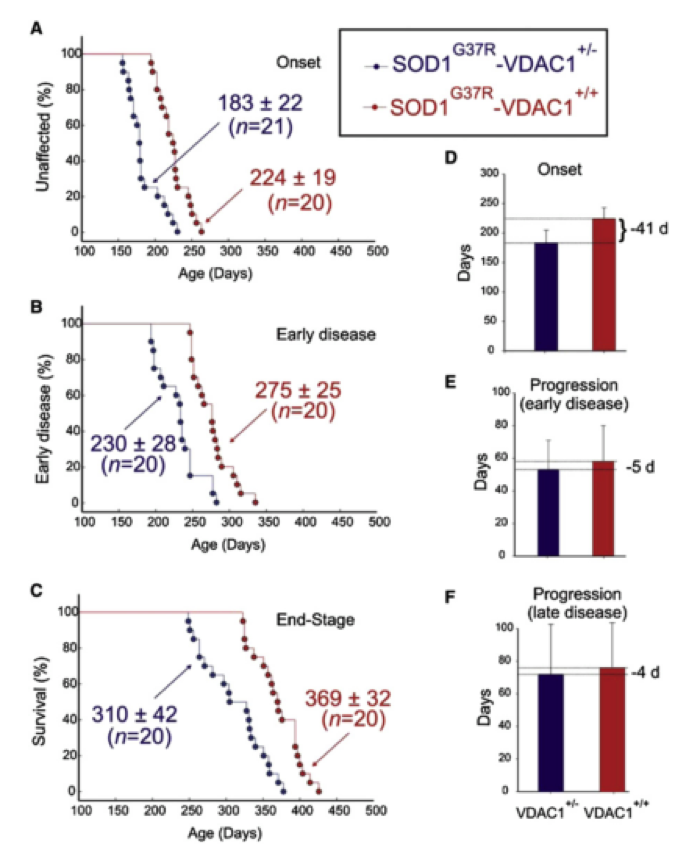 A
Onset
SOD1^G37R-VDAC1^+/-
SOD1^G37R-VDAC1^+/+
Unaffected (%)
100
80
60
40
20
0
183 ± 22
(n=21)
224 ± 19
(n=20)
100 150 200 250 300 350 400 450 500
Age (Days)
B
Early disease
Early disease (%)
100
80
60
40
20
0
275 ± 25
(n=20)
230 ± 28
(n=20)
100 150 200 250 300 350 400 450 500
Age (Days)
C
End-Stage
Survival (%)
100
80
60
40
20
0
310 ± 42
(n=20)
369 ± 32
(n=20)
100 150 200 250 300 350 400 450 500
Age (Days)
D
Onset
Days
300
250
200
150
100
50
0
}-41 d
E
Progression
(early disease)
Days
100
80
60
40
20
0
-5 d
F
Progression
(late disease)
Days
100
80
60
40
20
0
-4 d
VDAC1^+/- VDAC1^+/+